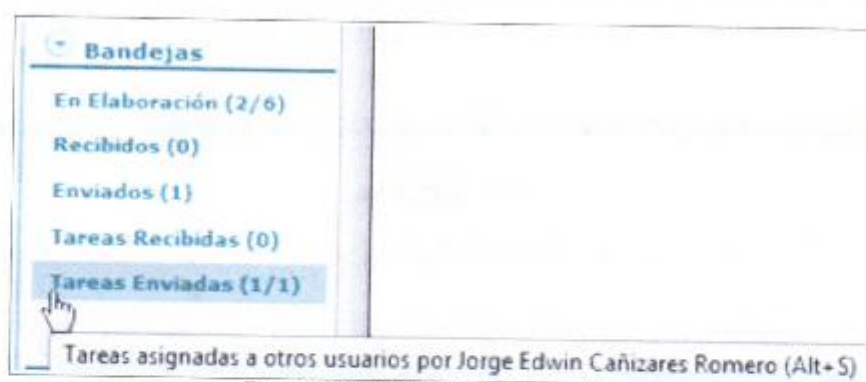 Bandejas
En Elaboración (2/6)
Recibidos (0)
Enviados (1)
Tareas Recibidas (0)
Tareas Enviadas (1/1)
Tareas asignadas a otros usuarios por Jorge Edwin Cañizares Romero (Alt+S)